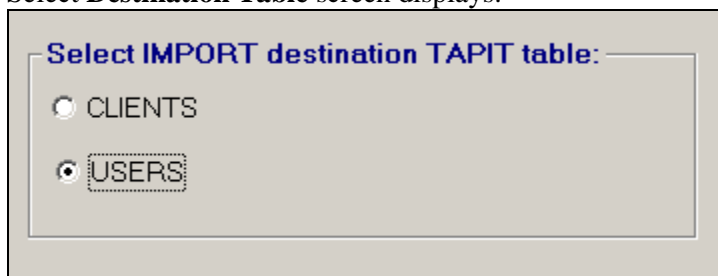 Select Destination Table screen displays.
Select IMPORT destination TAPIT table:
CLIENTS
USERS